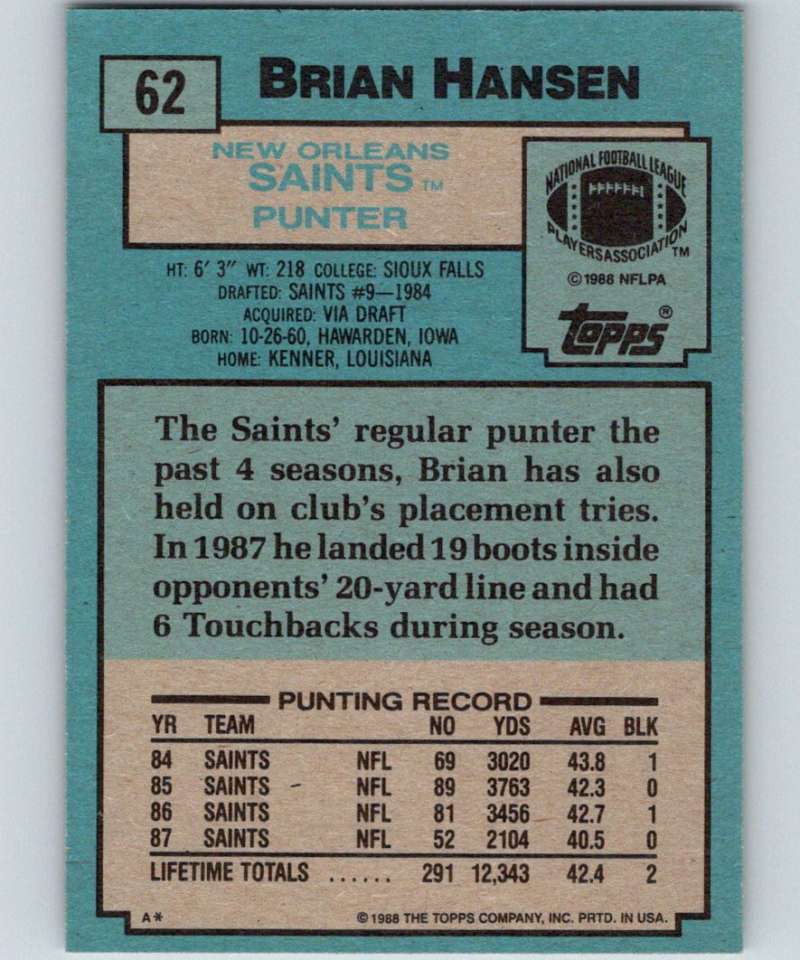 62
BRIAN HANSEN
NEW ORLEANS
SAINTS TM
PUNTER
NATIONAL FOOTBALL LEAGUE
PLAYERS ASSOCIATION TM
© 1988 NFLPA
topps ®
HT: 6' 3" WT: 218 COLLEGE: SIOUX FALLS
DRAFTED: SAINTS #9—1984
ACQUIRED: VIA DRAFT
BORN: 10-26-60, HAWARDEN, IOWA
HOME: KENNER, LOUISIANA
The Saints' regular punter the
past 4 seasons, Brian has also
held on club's placement tries.
In 1987 he landed 19 boots inside
opponents' 20-yard line and had
6 Touchbacks during season.
PUNTING RECORD
YR TEAM NO YDS AVG BLK
84 SAINTS NFL 69 3020 43.8 1
85 SAINTS NFL 89 3763 42.3 0
86 SAINTS NFL 81 3456 42.7 1
87 SAINTS NFL 52 2104 40.5 0
LIFETIME TOTALS ...... 291 12,343 42.4 2
A* © 1988 THE TOPPS COMPANY, INC. PRTD. IN USA.